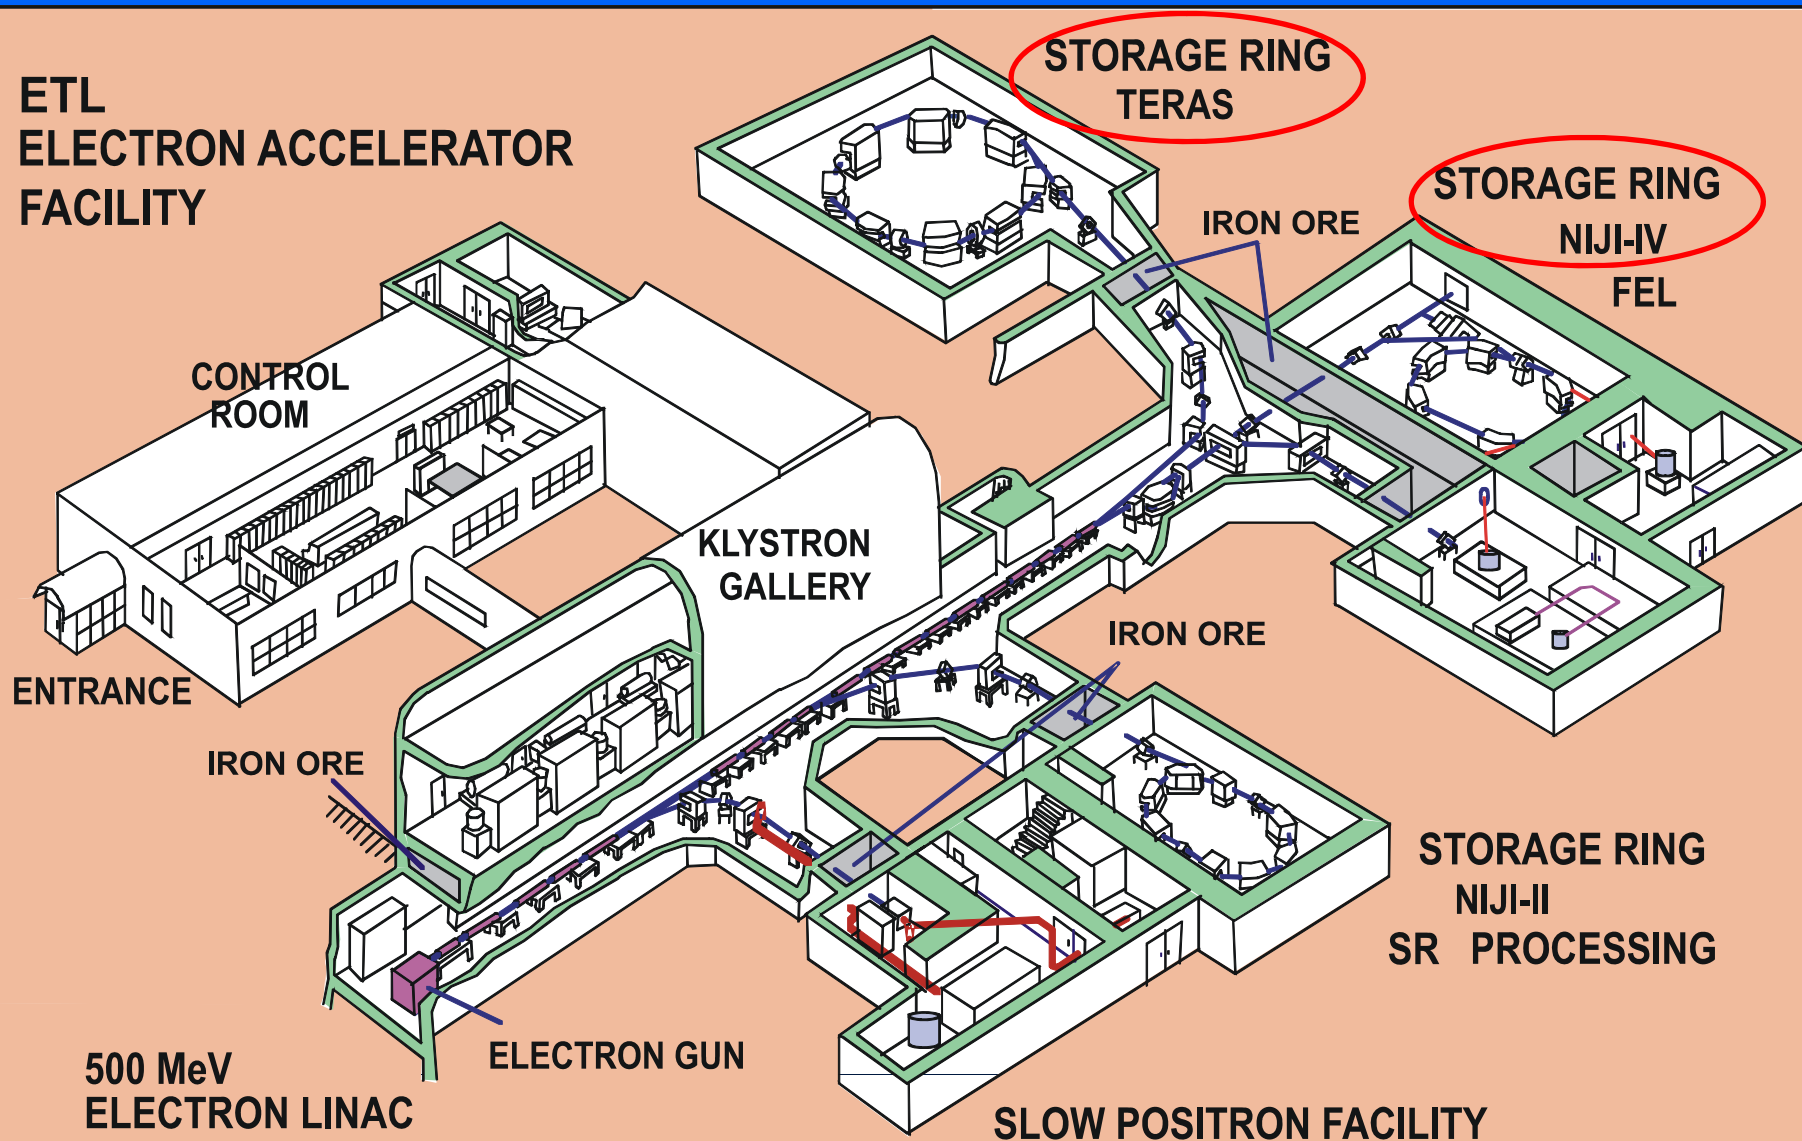 ETL
ELECTRON ACCELERATOR
FACILITY
STORAGE RING
TERAS
STORAGE RING
NIJI-IV
FEL
IRON ORE
CONTROL
ROOM
KLYSTRON
GALLERY
IRON ORE
ENTRANCE
IRON ORE
STORAGE RING
NIJI-II
SR PROCESSING
ELECTRON GUN
500 MeV
ELECTRON LINAC
SLOW POSITRON FACILITY